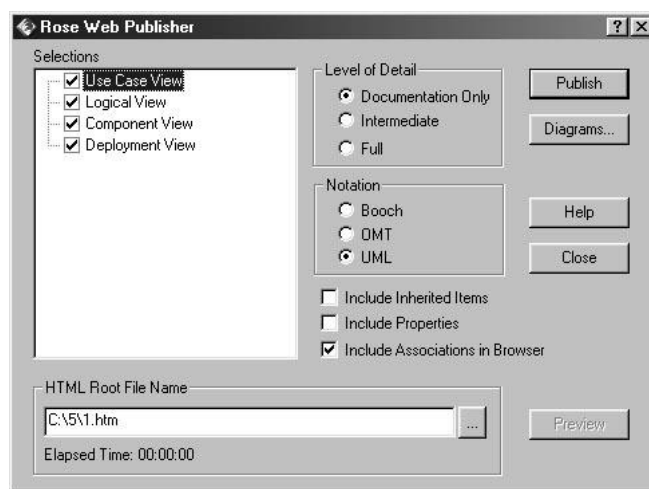 Rose Web Publisher
Selections
Use Case View
Logical View
Component View
Deployment View
Level of Detail
Documentation Only
Intermediate
Full
Notation
Booch
OMT
UML
Include Inherited Items
Include Properties
Include Associations in Browser
Publish
Diagrams...
Help
Close
HTML Root File Name
C:\5\1.htm
...
Elapsed Time: 00:00:00
Preview